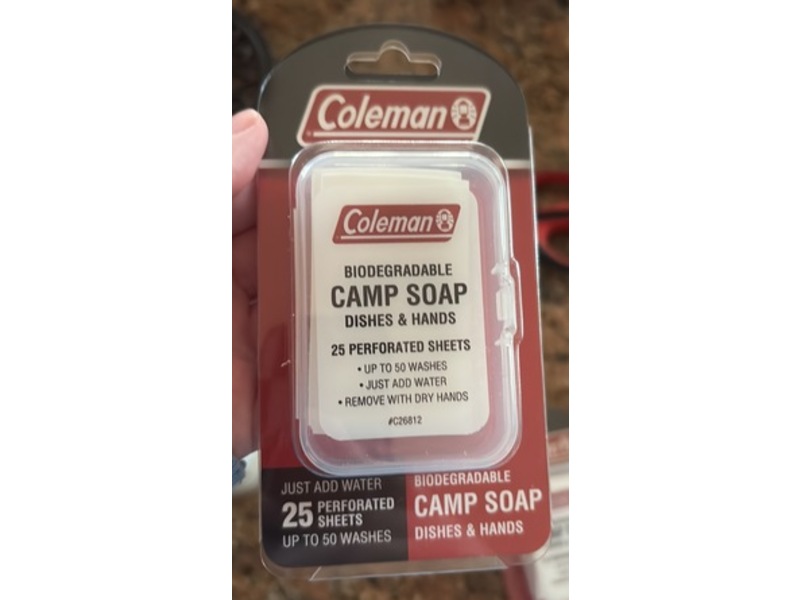 Coleman
Coleman
BIODEGRADABLE
CAMP SOAP
DISHES & HANDS
25 PERFORATED SHEETS
• UP TO 50 WASHES
• JUST ADD WATER
• REMOVE WITH DRY HANDS
#C26812
JUST ADD WATER
25 PERFORATED
SHEETS
UP TO 50 WASHES
BIODEGRADABLE
CAMP SOAP
DISHES & HANDS